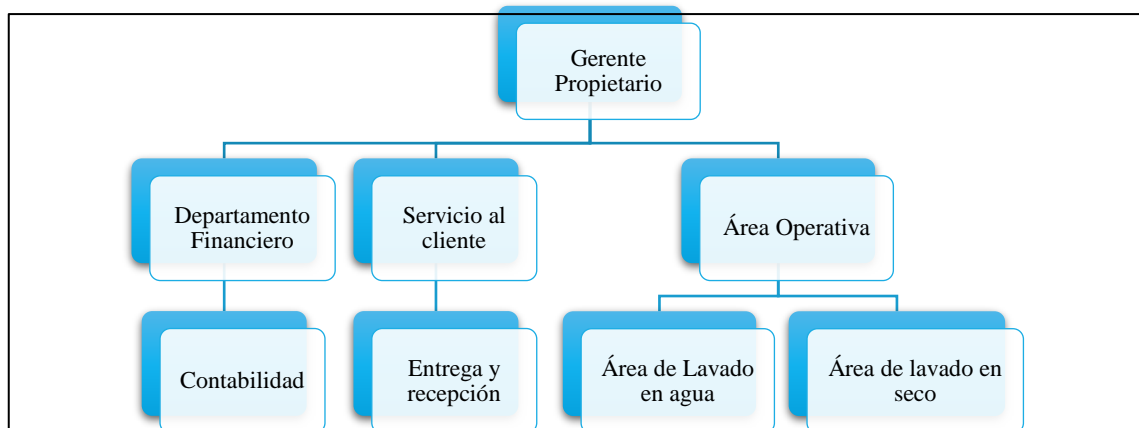 Gerente
Propietario
Departamento
Financiero
Servicio al
cliente
Área Operativa
Contabilidad
Entrega y
recepción
Área de Lavado
en agua
Área de lavado en
seco